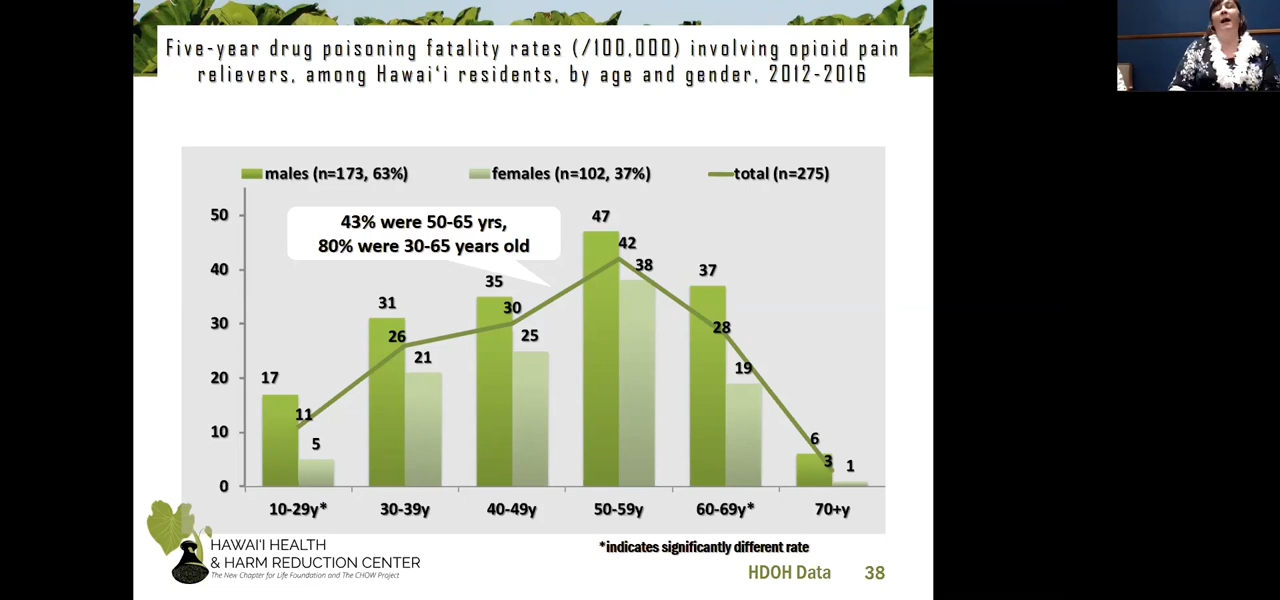 Five-year drug poisoning fatality rates (/100,000) involving opioid pain
relievers, among Hawai‘i residents, by age and gender, 2012-2016
males (n=173, 63%) females (n=102, 37%) total (n=275)
43% were 50-65 yrs,
80% were 30-65 years old
50
40
30
20
10
0
17
11
5
31
26
21
35
30
25
47
42
38
37
28
19
6
3
1
10-29y* 30-39y 40-49y 50-59y 60-69y* 70+y
*indicates significantly different rate
HAWAI‘I HEALTH
& HARM REDUCTION CENTER
The New Chapter for Life Foundation and The CHOW Project
HDOH Data 38